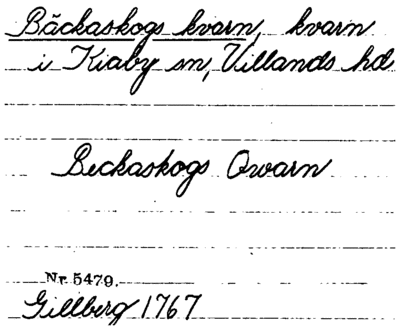 Bäckaskogs kvarn, kvarn
i Kiaby sn, Villands hd
Beckaskogs Qwarn
Nr. 5479.
Gillberg 1767